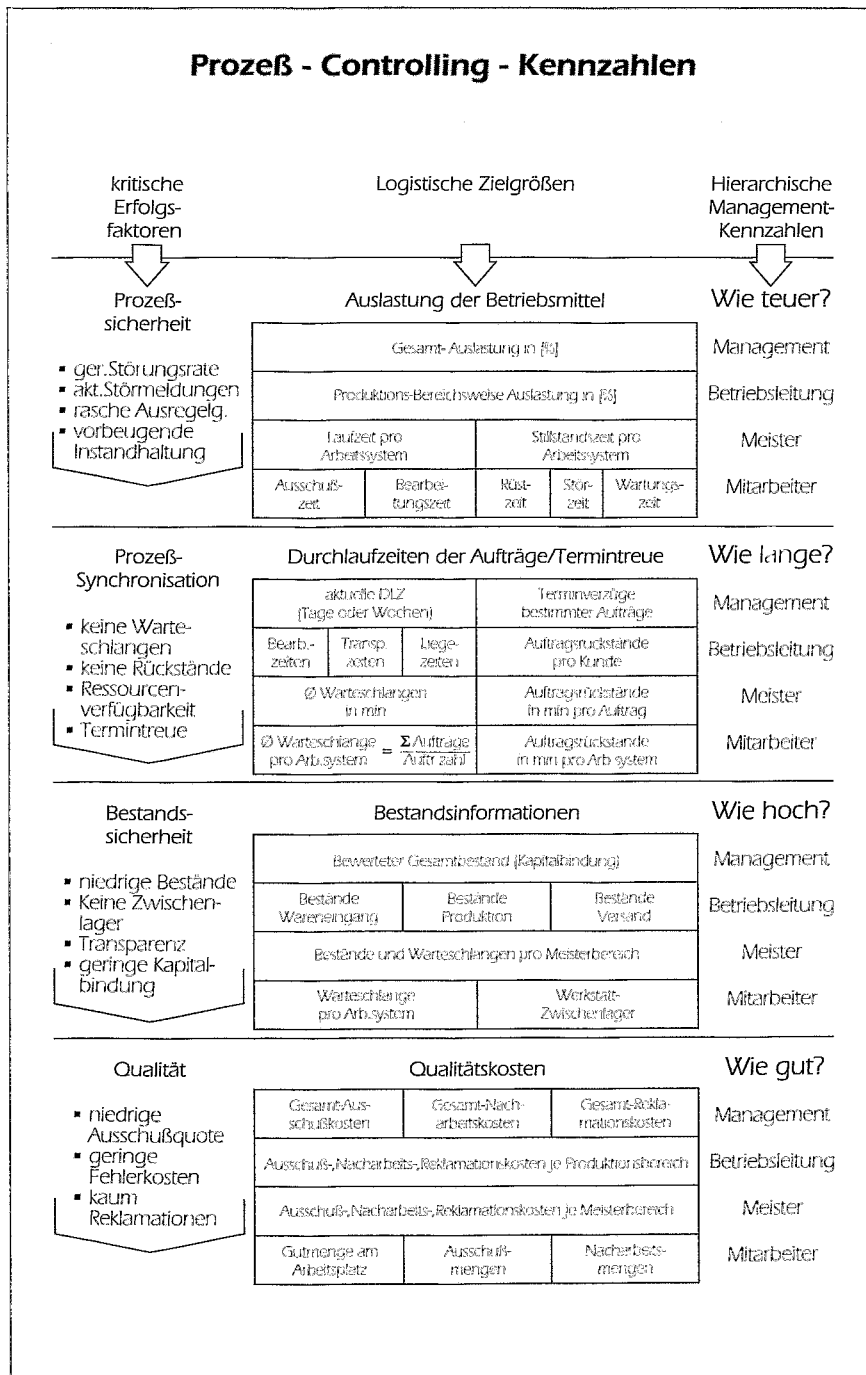 Prozeß - Controlling - Kennzahlen
kritische
Erfolgs-
faktoren
Logistische Zielgrößen
Hierarchische
Management-
Kennzahlen
Prozeß-
sicherheit
▪ ger.Störungsrate
▪ akt.Störmeldungen
▪ rasche Ausregelg.
▪ vorbeugende
Instandhaltung
Auslastung der Betriebsmittel
Gesamt-Auslastung in [%]
Produktions-Bereichsweise Auslastung in [%]
Laufzeit pro
Arbeitssystem
Stillstandszeit pro
Arbeitssystem
Ausschuß-
zeit
Bearbei-
tungszeit
Rüst-
zeit
Stör-
zeit
Wartungs-
zeit
Wie teuer?
Management
Betriebsleitung
Meister
Mitarbeiter
Prozeß-
Synchronisation
▪ keine Warte-
schlangen
▪ keine Rückstände
▪ Ressourcen-
verfügbarkeit
▪ Termintreue
Durchlaufzeiten der Aufträge/Termintreue
aktuelle DLZ
(Tage oder Wochen)
Terminverzüge
bestimmter Aufträge
Bearb.-
zeiten
Transp.
zeiten
Liege-
zeiten
Auftragsrückstände
pro Kunde
Ø Warteschlangen
in min
Auftragsrückstände
in min pro Auftrag
Ø Warteschlange
pro Arb.system
= Σ Aufträge
Auftr.zahl
Auftragsrückstände
in min pro Arb.system
Wie lange?
Management
Betriebsleitung
Meister
Mitarbeiter
Bestands-
sicherheit
▪ niedrige Bestände
▪ Keine Zwischen-
lager
▪ Transparenz
▪ geringe Kapital-
bindung
Bestandsinformationen
Bewerteter Gesamtbestand (Kapitalbindung)
Bestände
Wareneingang
Bestände
Produktion
Bestände
Versand
Bestände und Warteschlangen pro Meisterbereich
Warteschlange
pro Arb.system
Werkstatt-
Zwischenlager
Wie hoch?
Management
Betriebsleitung
Meister
Mitarbeiter
Qualität
▪ niedrige
Ausschußquote
▪ geringe
Fehlerkosten
▪ kaum
Reklamationen
Qualitätskosten
Gesamt-Aus-
schußkosten
Gesamt-Nach-
arbeitskosten
Gesamt-Rekla-
mationskosten
Ausschuß-,Nacharbeits-,Reklamationskosten je Produktionsbereich
Ausschuß-,Nacharbeits-,Reklamationskosten je Meisterbereich
Gutmenge am
Arbeitsplatz
Ausschuß-
mengen
Nacharbeits-
mengen
Wie gut?
Management
Betriebsleitung
Meister
Mitarbeiter